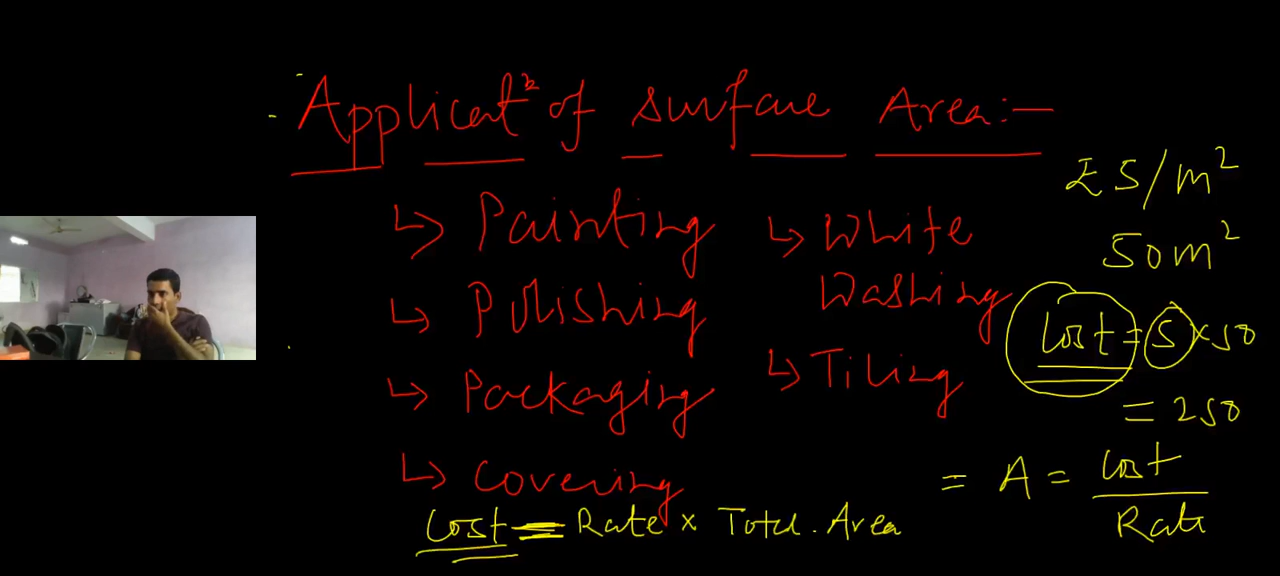 Applicatn of surface Area:-
↳ Painting
↳ Polishing
↳ Packaging
↳ Covering
↳ White
Washing
↳ Tiling
Cost = Rate × Total. Area
₤5/m²
50m²
Cost = 5 × 50
= 250
= A = Cost
Rate